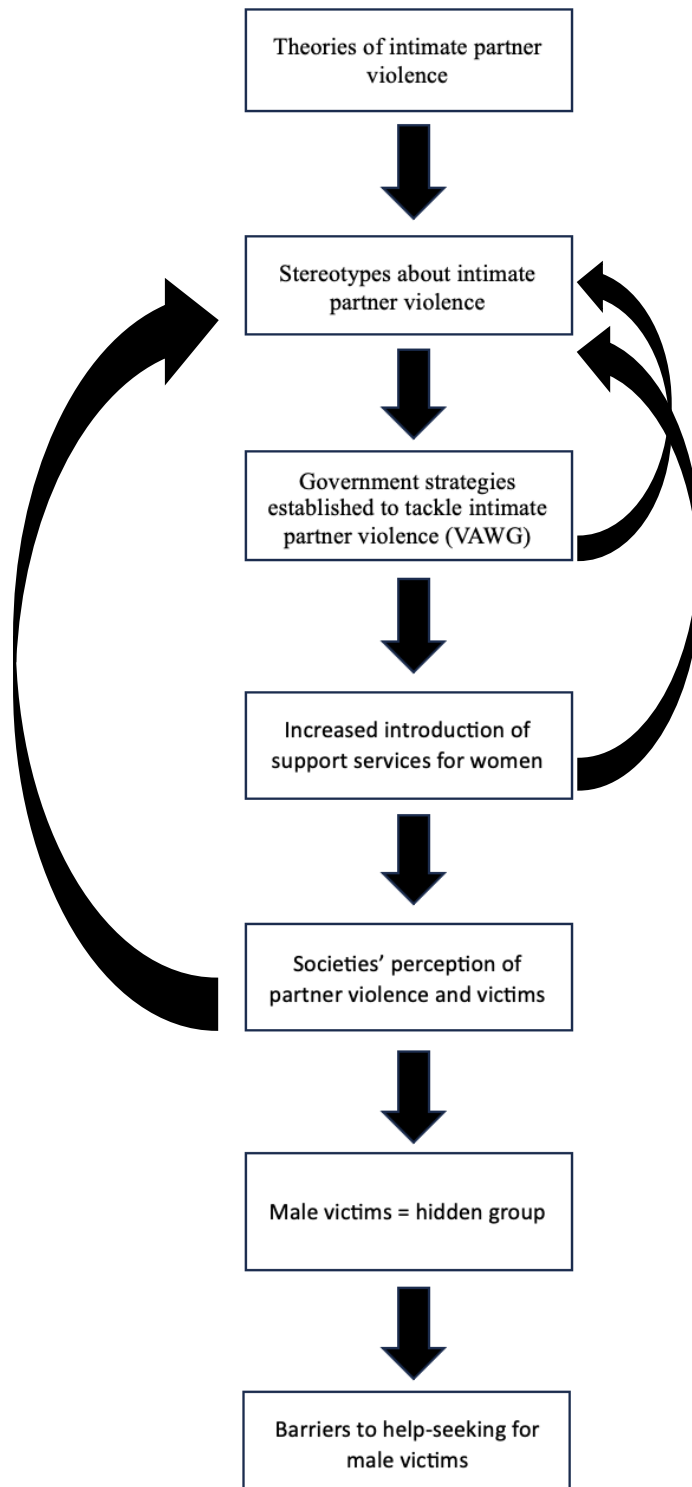 Theories of intimate partner
violence
Stereotypes about intimate
partner violence
Government strategies
established to tackle intimate
partner violence (VAWG)
Increased introduction of
support services for women
Societies’ perception of
partner violence and victims
Male victims = hidden group
Barriers to help-seeking for
male victims